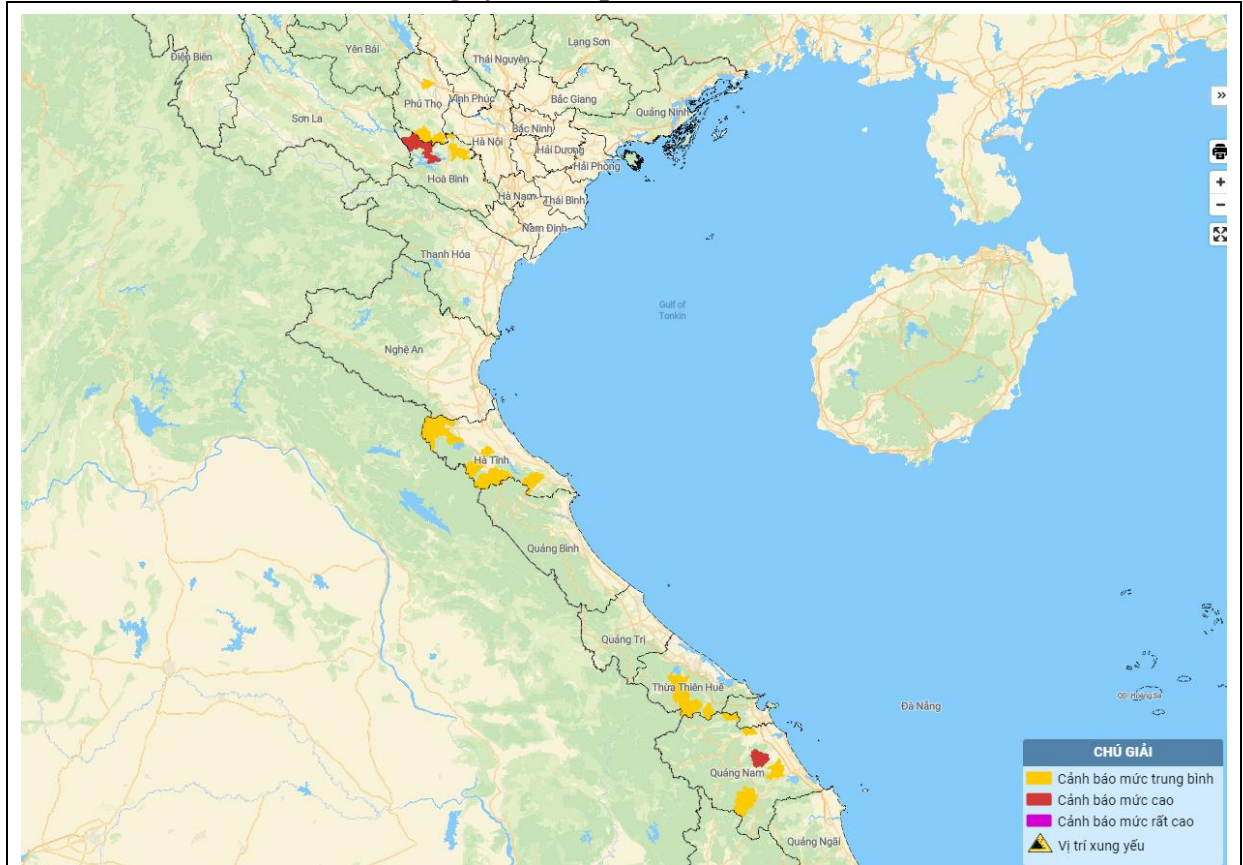 Yên Bái
Lạng Sơn
Điện Biên
Thái Nguyên
Phú Thọ
Vĩnh Phúc
Bắc Giang
Quảng Ninh
Sơn La
Bắc Ninh
Hà Nội
Hải Dương
Hải Phòng
Hoà Bình
Hà Nam
Thái Bình
Nam Định
Thanh Hóa
Gulf of
Tonkin
Nghệ An
Hà Tĩnh
Quảng Bình
Quảng Trị
Thừa Thiên Huế
QĐ. Hoàng Sa
Đà Nẵng
Quảng Nam
Quảng Ngãi
»
+
−
CHÚ GIẢI
Cảnh báo mức trung bình
Cảnh báo mức cao
Cảnh báo mức rất cao
Vị trí xung yếu